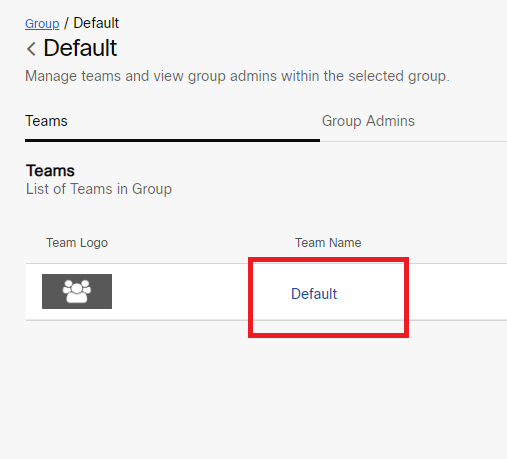 Group / Default
Default
Manage teams and view group admins within the selected group.
Teams Group Admins
Teams
List of Teams in Group
Team Logo Team Name
Default